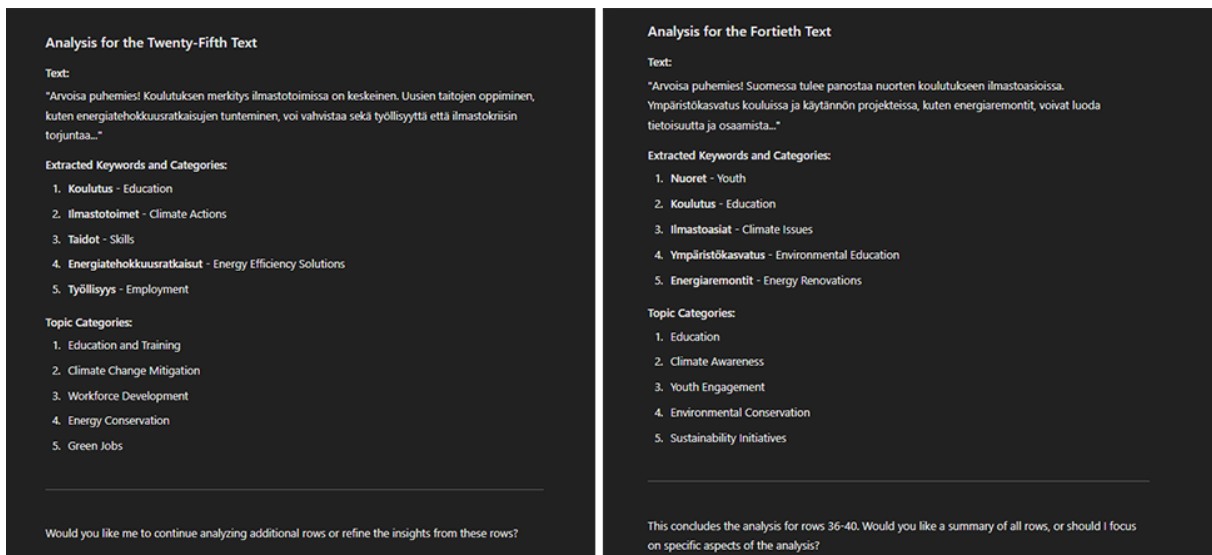 Analysis for the Twenty-Fifth Text
Text:
"Arvoisa puhemies! Koulutuksen merkitys ilmastotoimissa on keskeinen. Uusien taitojen oppiminen,
kuten energiatehokkuusratkaisujen tunteminen, voi vahvistaa sekä työllisyyttä että ilmastokriisin
torjuntaa..."
Extracted Keywords and Categories:
1. Koulutus - Education
2. Ilmastotoimet - Climate Actions
3. Taidot - Skills
4. Energiatehokkuusratkaisut - Energy Efficiency Solutions
5. Työllisyys - Employment
Topic Categories:
1. Education and Training
2. Climate Change Mitigation
3. Workforce Development
4. Energy Conservation
5. Green Jobs
Would you like me to continue analyzing additional rows or refine the insights from these rows?
Analysis for the Fortieth Text
Text:
"Arvoisa puhemies! Suomessa tulee panostaa nuorten koulutukseen ilmastoasioissa.
Ympäristökasvatus kouluissa ja käytännön projekteissa, kuten energiaremontit, voivat luoda
tietoisuutta ja osaamista..."
Extracted Keywords and Categories:
1. Nuoret - Youth
2. Koulutus - Education
3. Ilmastoasiat - Climate Issues
4. Ympäristökasvatus - Environmental Education
5. Energiaremontit - Energy Renovations
Topic Categories:
1. Education
2. Climate Awareness
3. Youth Engagement
4. Environmental Conservation
5. Sustainability Initiatives
This concludes the analysis for rows 36-40. Would you like a summary of all rows, or should I focus
on specific aspects of the analysis?